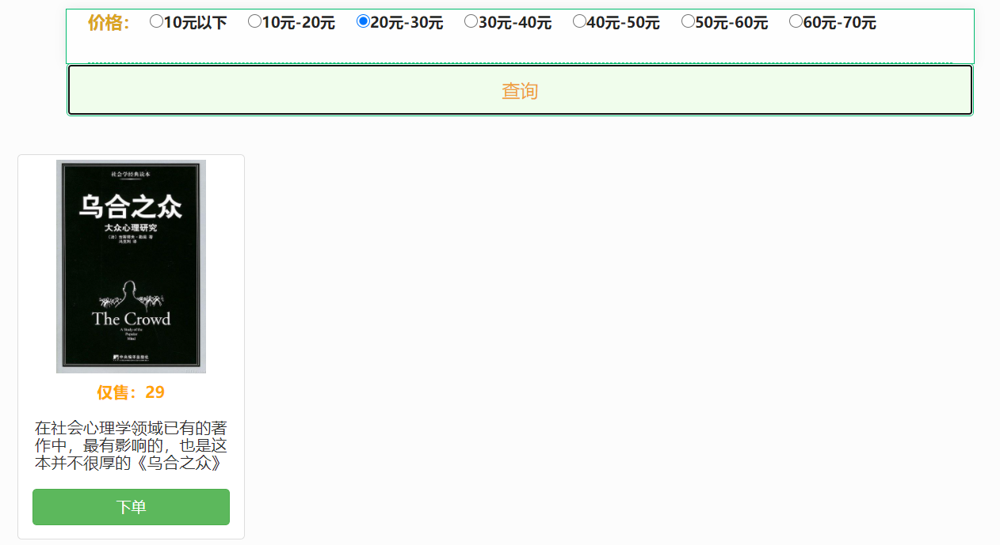 价格： 10元以下 10元-20元 20元-30元 30元-40元 40元-50元 50元-60元 60元-70元
查询
社会学经典读本
乌合之众
大众心理研究
〔法〕古斯塔夫·勒庞 著
冯克利 译
The Crowd
A Study of the
Popular
Mind
中央编译出版社
仅售：29
在社会心理学领域已有的著
作中，最有影响的，也是这
本并不很厚的《乌合之众》
下单